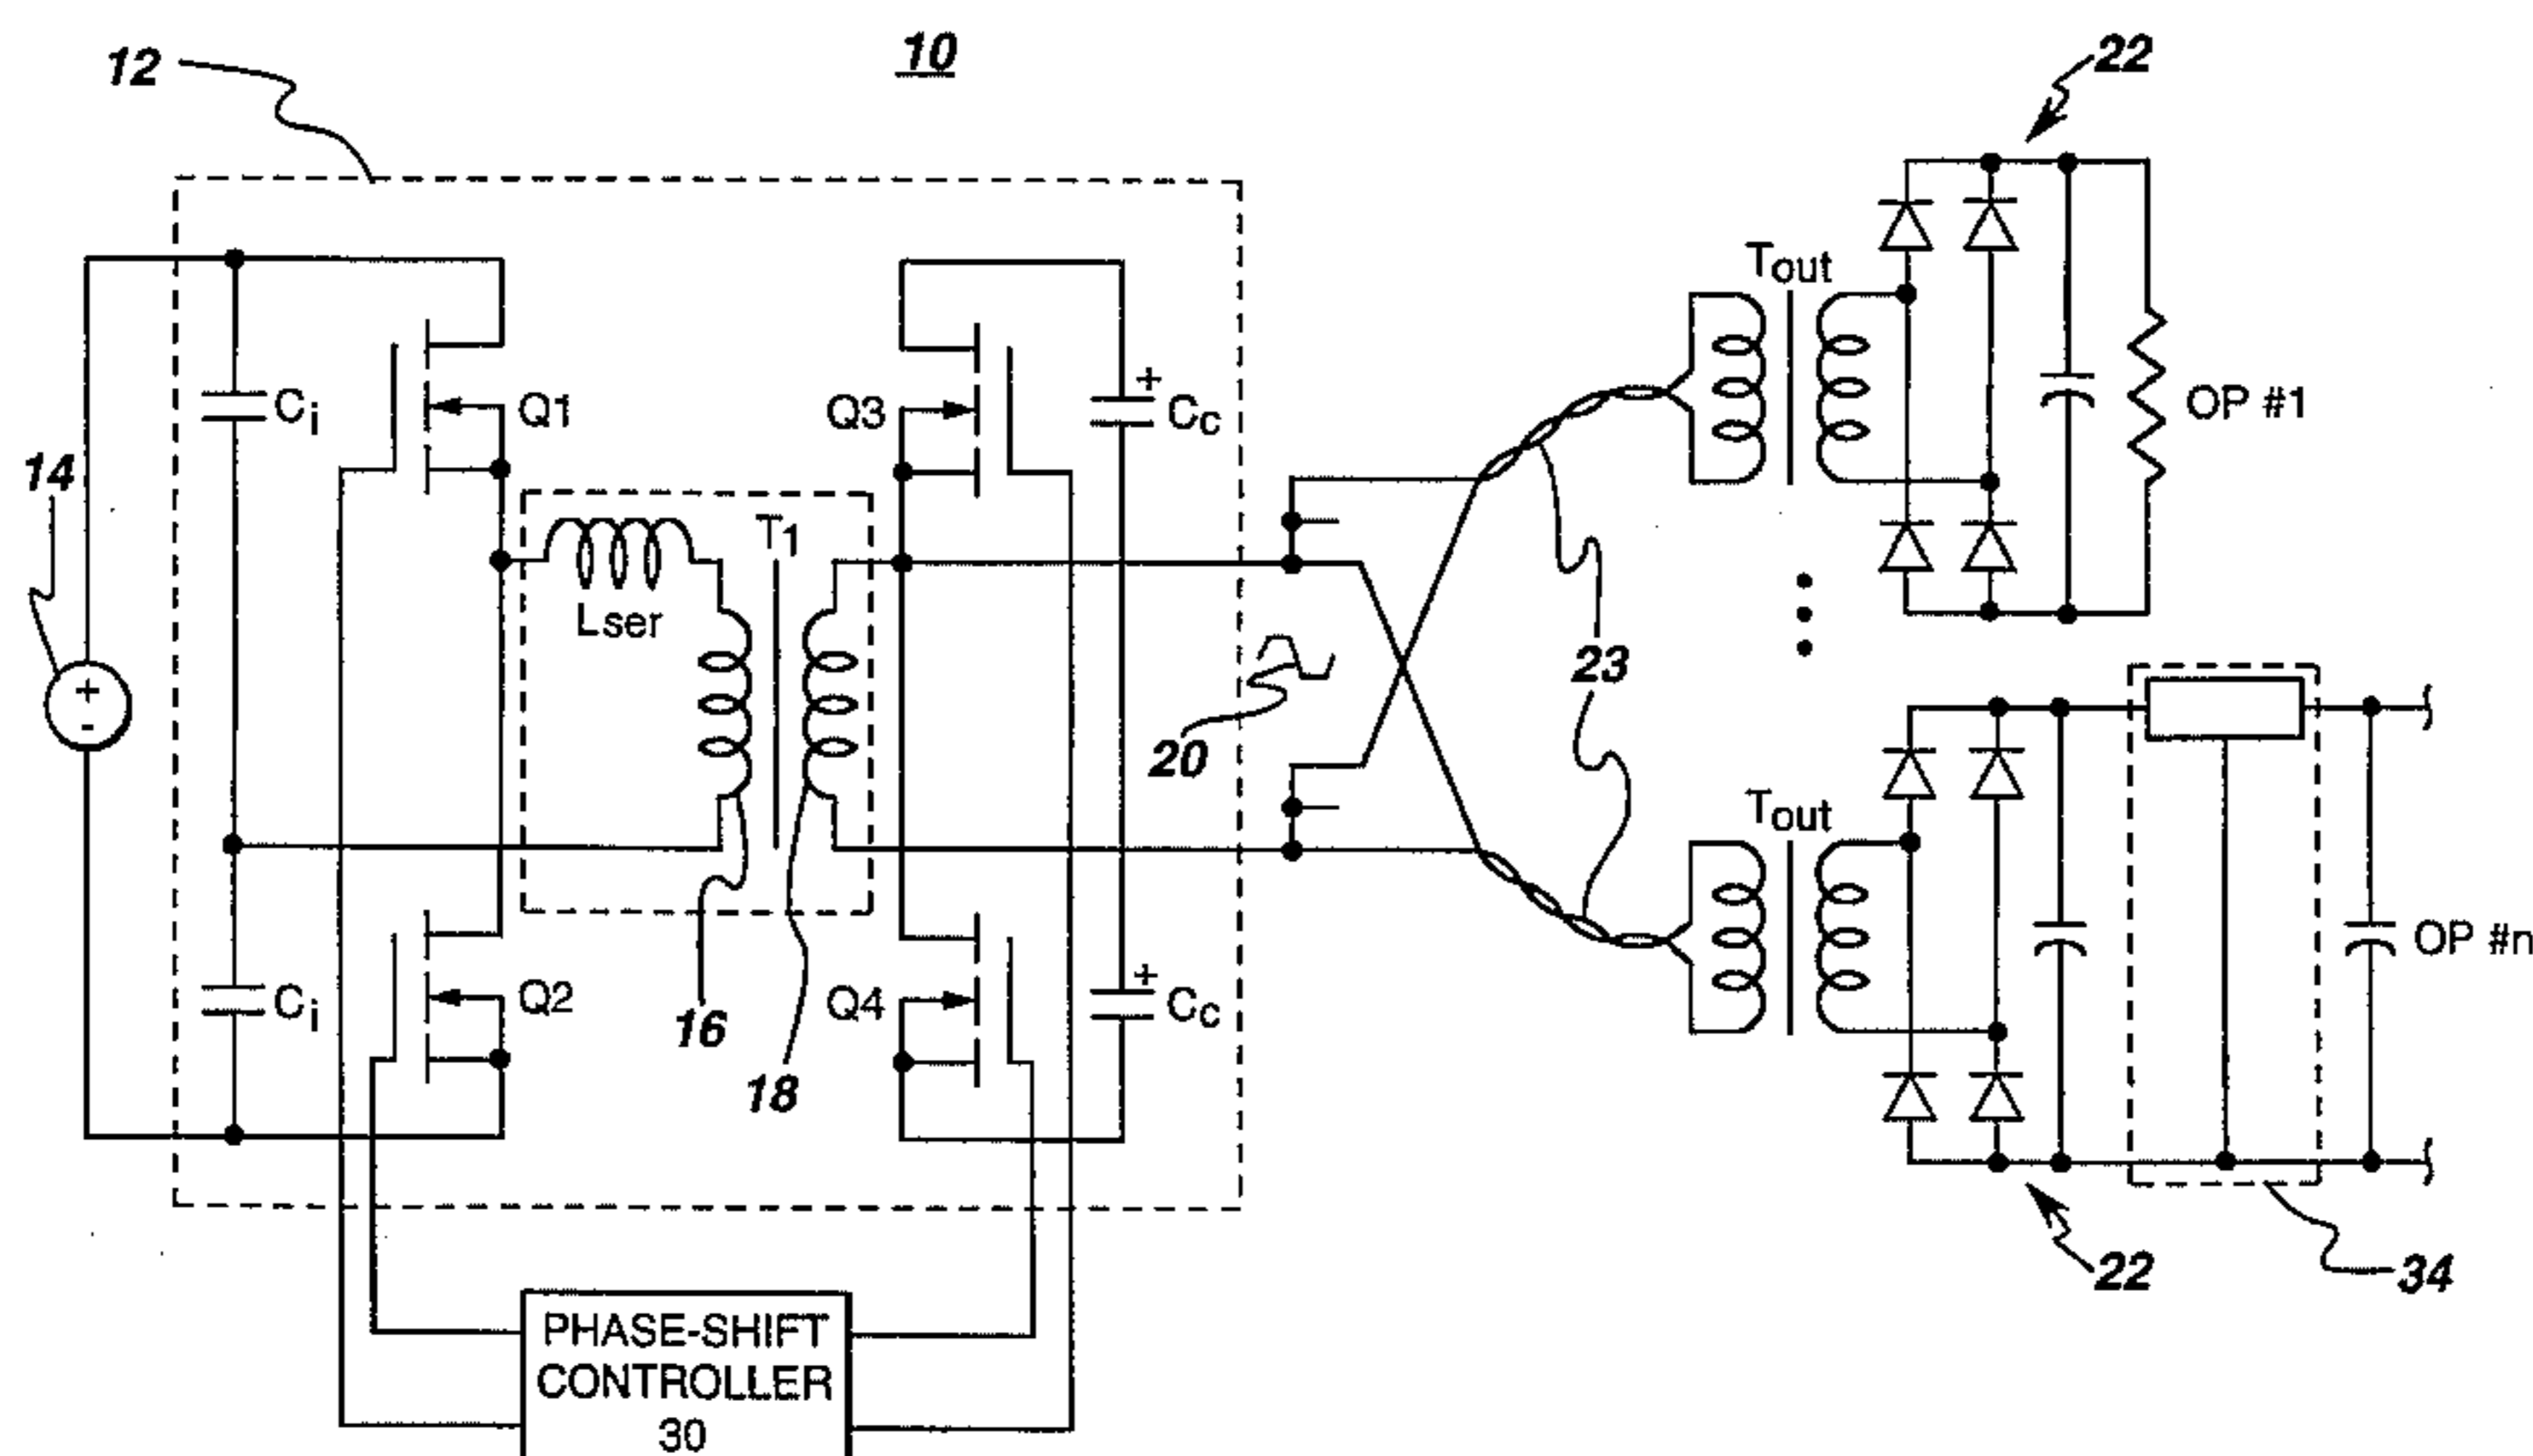 10
12
22
14
+
-
Ci
Q1
Q3
+
Cc
T1
Lser
Tout
OP #1
20
23
16
18
Ci
Q2
Q4
+
Cc
Tout
OP #n
22
34
PHASE-SHIFT
CONTROLLER
30